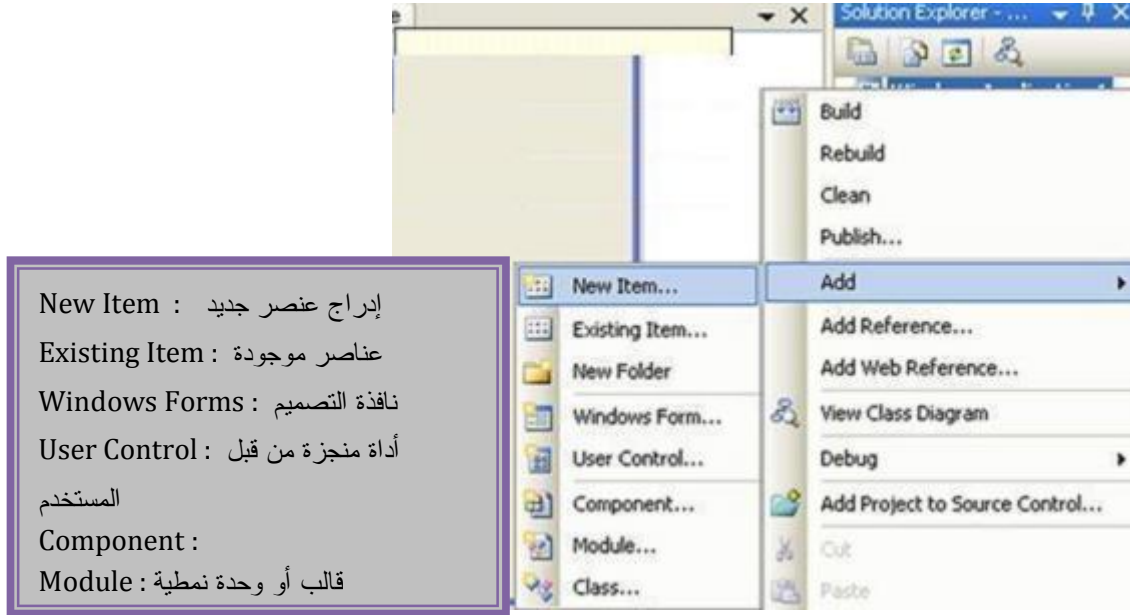 Solution Explorer - ...
Build
Rebuild
Clean
Publish...
Add
Add Reference...
Add Web Reference...
View Class Diagram
Debug
Add Project to Source Control...
Cut
Paste
New Item...
Existing Item...
New Folder
Windows Form...
User Control...
Component...
Module...
Class...
New Item : إدراج عنصر جديد
Existing Item : عناصر موجودة
Windows Forms : نافذة التصميم
User Control : أداة منجزة من قبل
المستخدم
Component :
Module : قالب أو وحدة نمطية